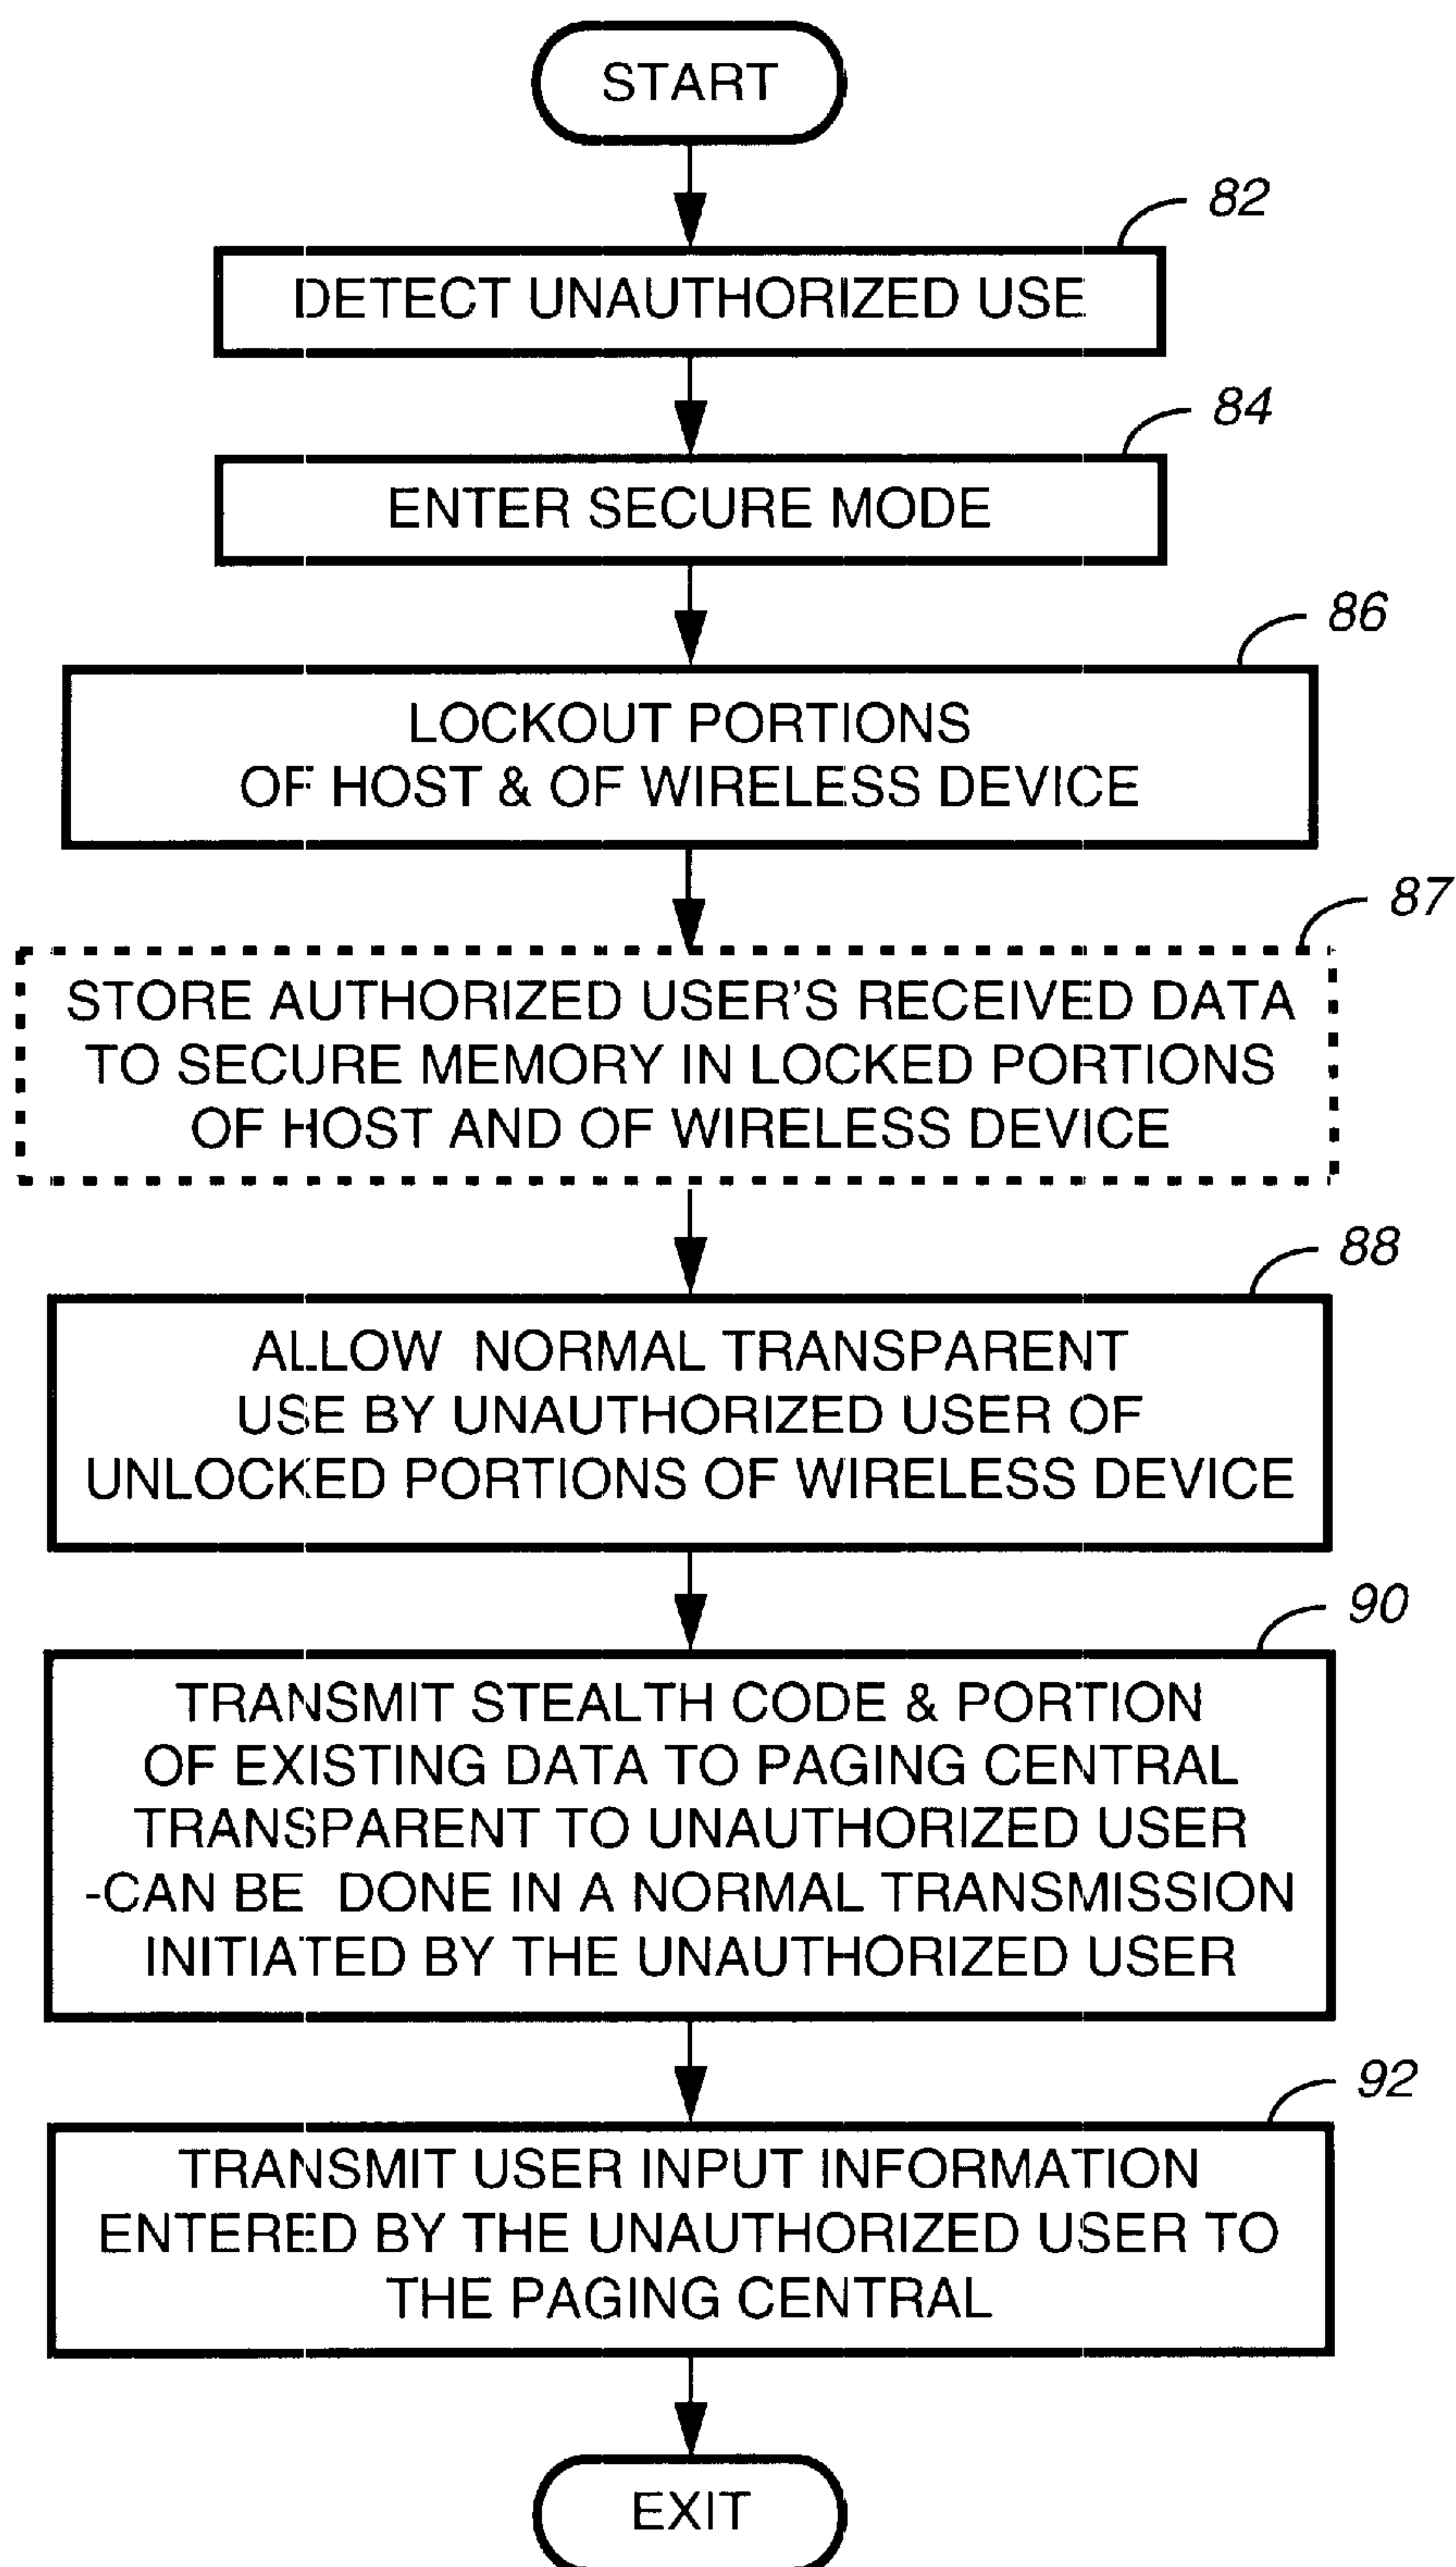 START
82
DETECT UNAUTHORIZED USE
84
ENTER SECURE MODE
86
LOCKOUT PORTIONS
OF HOST & OF WIRELESS DEVICE
87
STORE AUTHORIZED USER'S RECEIVED DATA
TO SECURE MEMORY IN LOCKED PORTIONS
OF HOST AND OF WIRELESS DEVICE
88
ALLOW NORMAL TRANSPARENT
USE BY UNAUTHORIZED USER OF
UNLOCKED PORTIONS OF WIRELESS DEVICE
90
TRANSMIT STEALTH CODE & PORTION
OF EXISTING DATA TO PAGING CENTRAL
TRANSPARENT TO UNAUTHORIZED USER
-CAN BE DONE IN A NORMAL TRANSMISSION
INITIATED BY THE UNAUTHORIZED USER
92
TRANSMIT USER INPUT INFORMATION
ENTERED BY THE UNAUTHORIZED USER TO
THE PAGING CENTRAL
EXIT